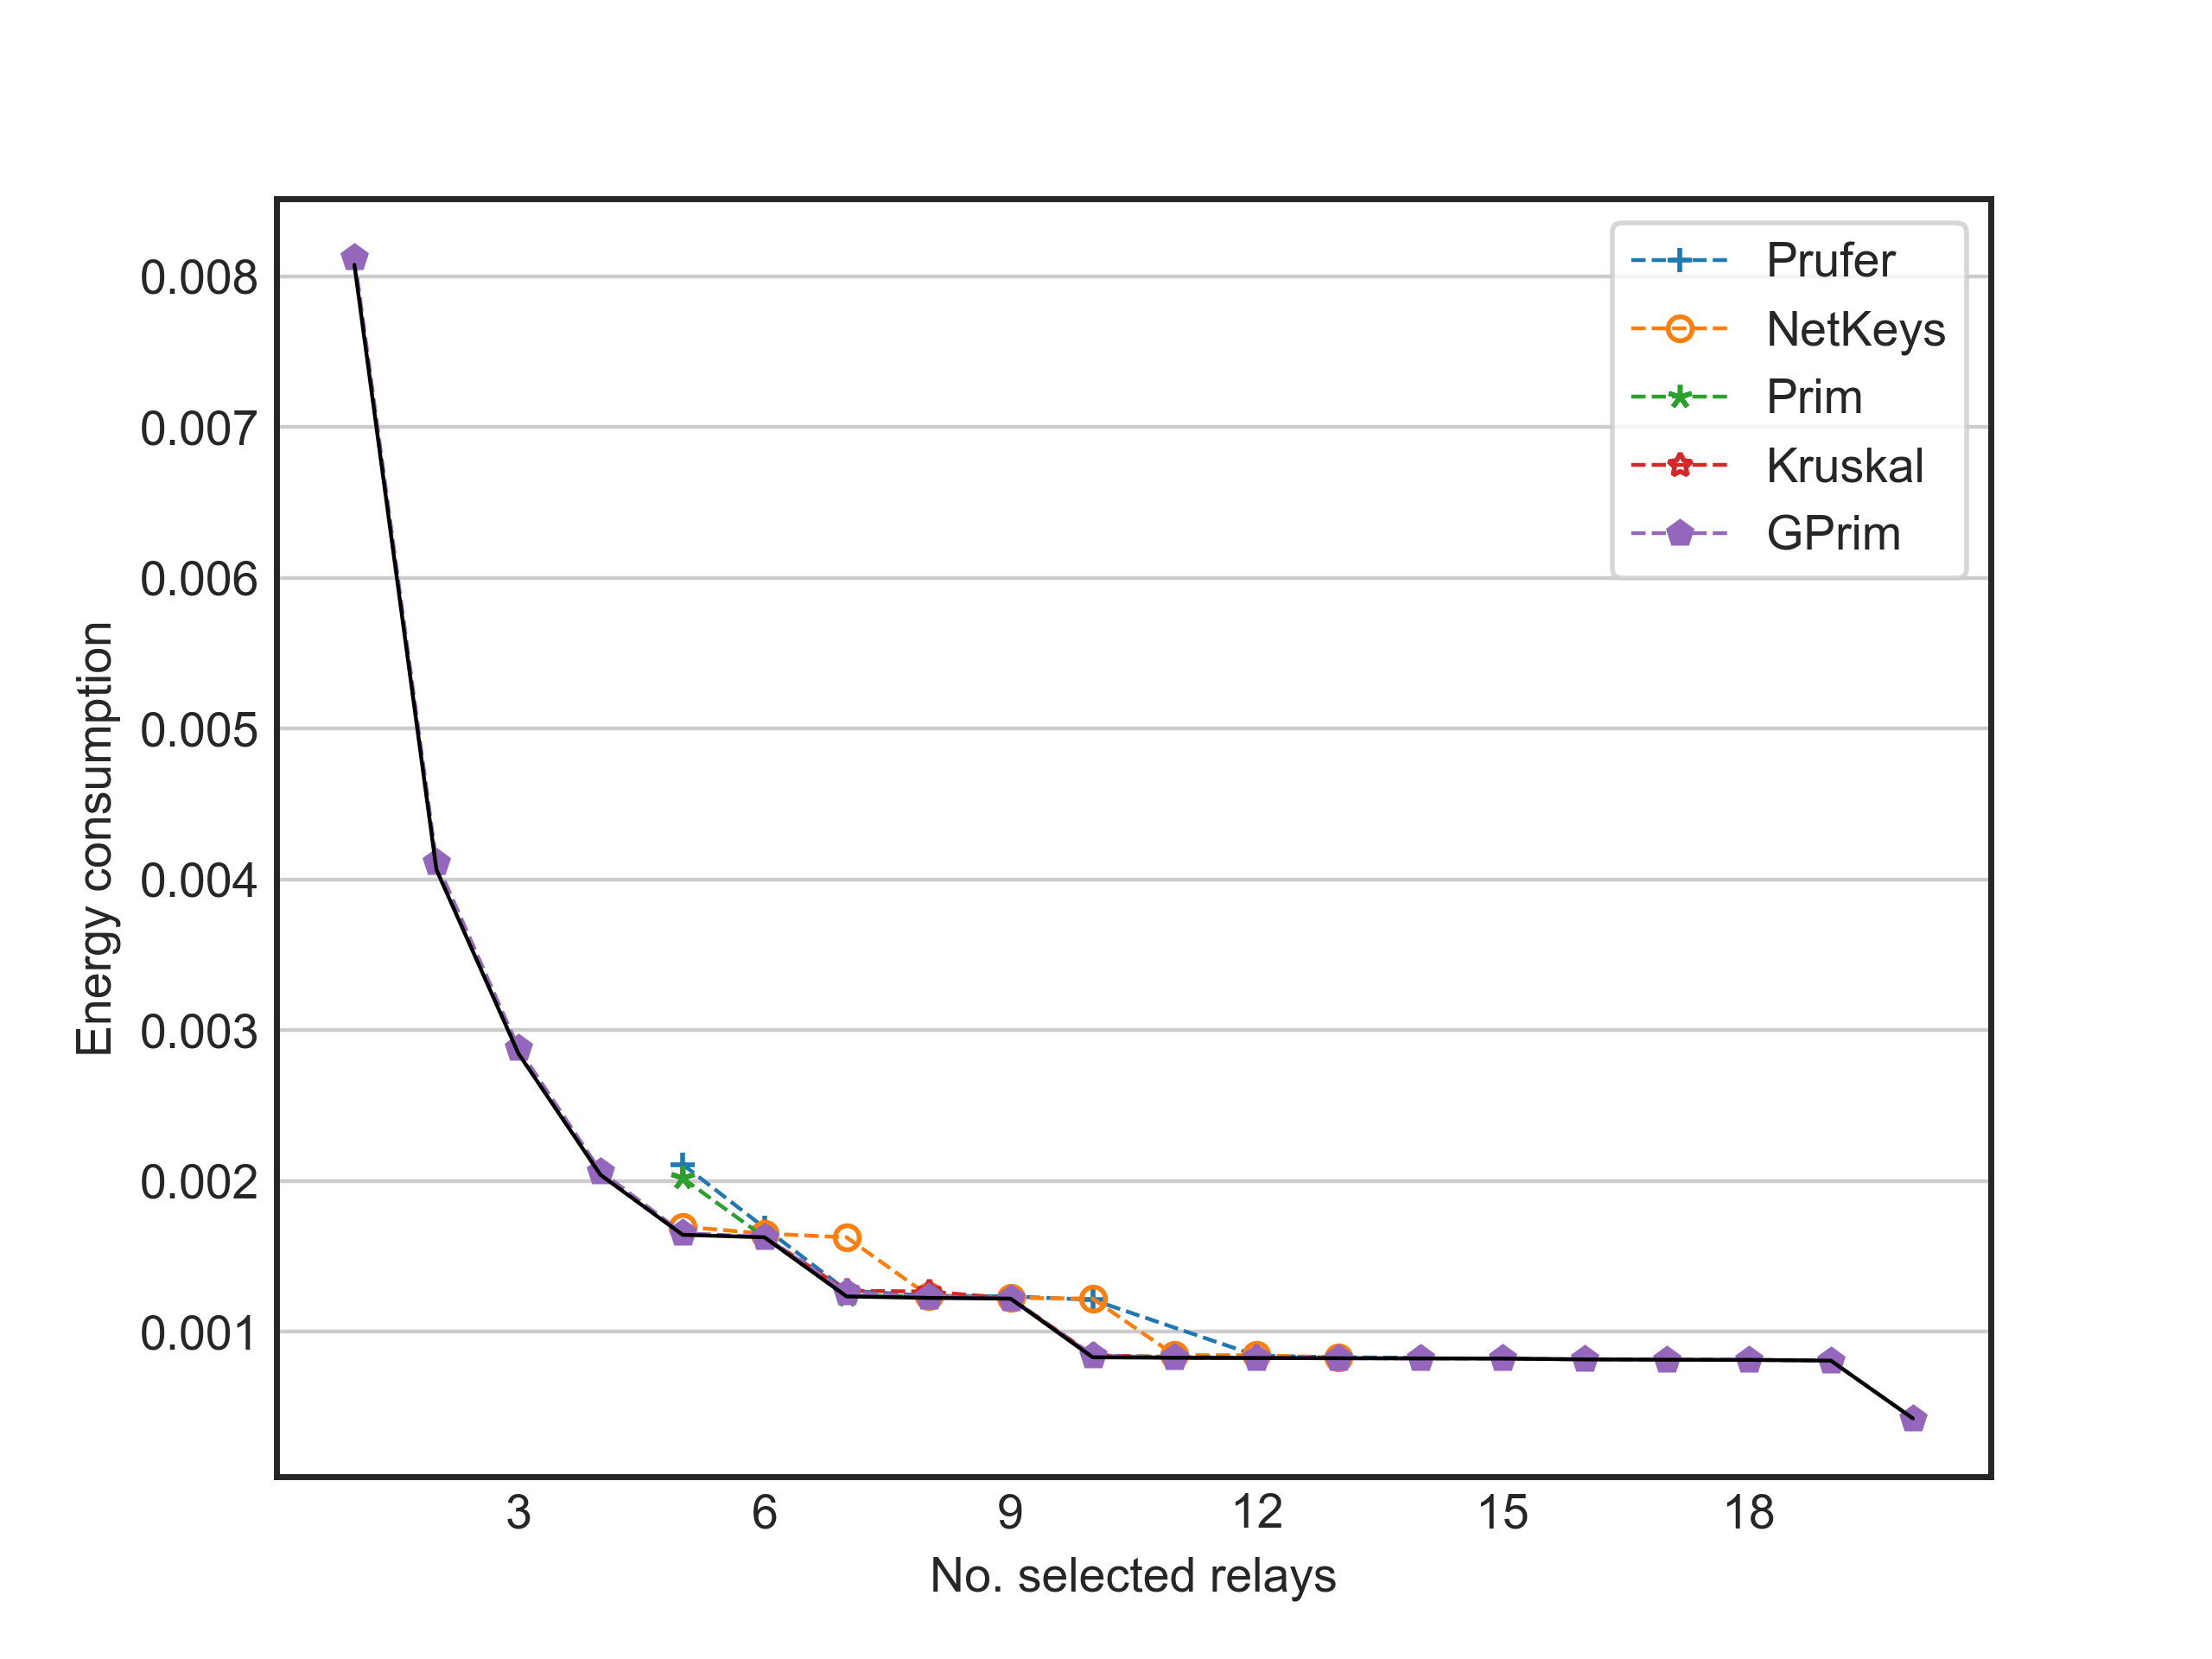 Prufer
NetKeys
Prim
Kruskal
GPrim
0.008
0.007
0.006
0.005
0.004
0.003
0.002
0.001
Energy consumption
3 6 9 12 15 18
No. selected relays